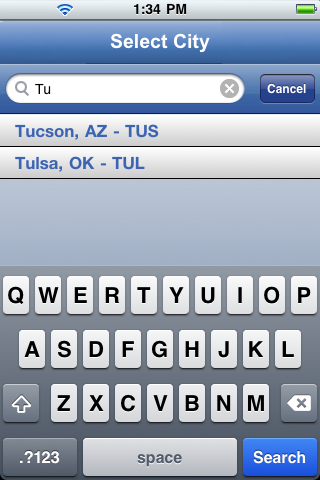 1:34 PM
Select City
Tu
Cancel
Tucson, AZ - TUS
Tulsa, OK - TUL
Q W E R T Y U I O P
A S D F G H J K L
Z X C V B N M
.?123 space Search